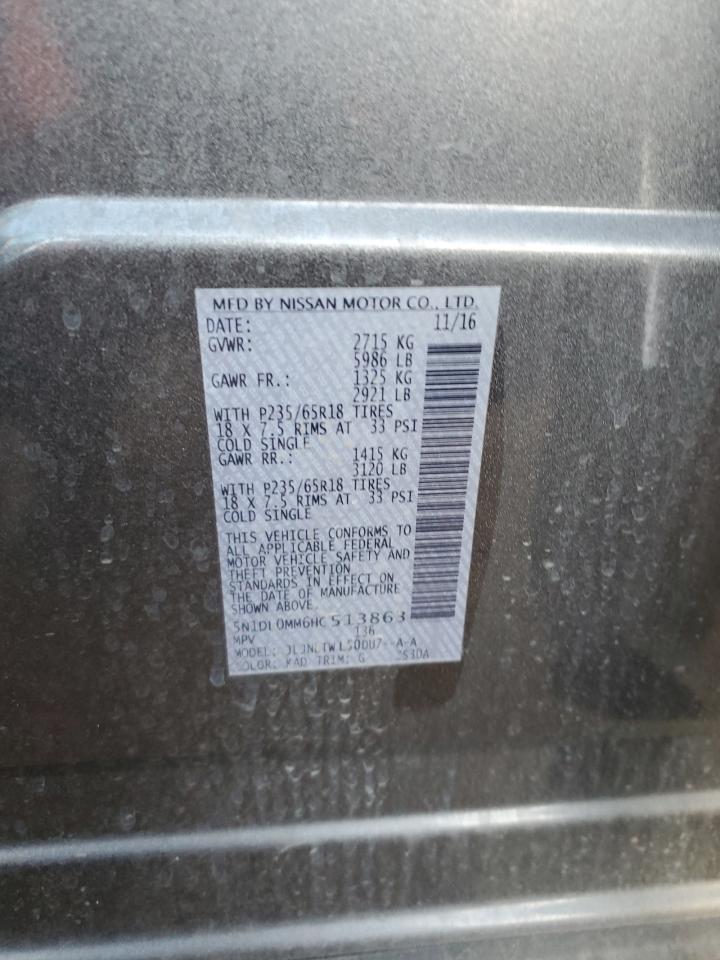 MFD BY NISSAN MOTOR CO., LTD.
DATE: 11/16
GVWR: 2715 KG
5986 LB
GAWR FR.: 1325 KG
2921 LB
WITH P235/65R18 TIRES
18 X 7.5 RIMS AT 33 PSI
COLD SINGLE
GAWR RR.: 1415 KG
3120 LB
WITH P235/65R18 TIRES
18 X 7.5 RIMS AT 33 PSI
COLD SINGLE
THIS VEHICLE CONFORMS TO
ALL APPLICABLE FEDERAL
MOTOR VEHICLE SAFETY AND
THEFT PREVENTION
STANDARDS IN EFFECT ON
THE DATE OF MANUFACTURE
SHOWN ABOVE.
5N1DL0MM6HC513863
MPV 136
MODEL:
COLOR: KAD TRIM: G